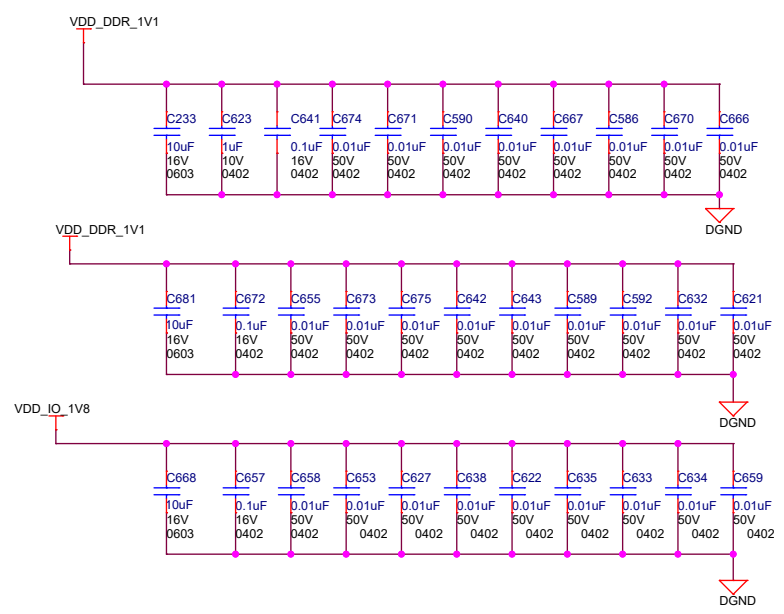 VDD_DDR_1V1
C233 C623 C641 C674 C671 C590 C640 C667 C586 C670 C666
10uF 1uF 0.1uF 0.01uF 0.01uF 0.01uF 0.01uF 0.01uF 0.01uF 0.01uF 0.01uF
16V 10V 16V 50V 50V 50V 50V 50V 50V 50V 50V
0603 0402 0402 0402 0402 0402 0402 0402 0402 0402 0402
DGND
VDD_DDR_1V1
C681 C672 C655 C673 C675 C642 C643 C589 C592 C632 C621
10uF 0.1uF 0.01uF 0.01uF 0.01uF 0.01uF 0.01uF 0.01uF 0.01uF 0.01uF 0.01uF
16V 16V 50V 50V 50V 50V 50V 50V 50V 50V 50V
0603 0402 0402 0402 0402 0402 0402 0402 0402 0402 0402
DGND
VDD_IO_1V8
C668 C657 C658 C653 C627 C638 C622 C635 C633 C634 C659
10uF 0.1uF 0.01uF 0.01uF 0.01uF 0.01uF 0.01uF 0.01uF 0.01uF 0.01uF 0.01uF
16V 16V 50V 50V 50V 50V 50V 50V 50V 50V 50V
0603 0402 0402 0402 0402 0402 0402 0402 0402 0402 0402
DGND